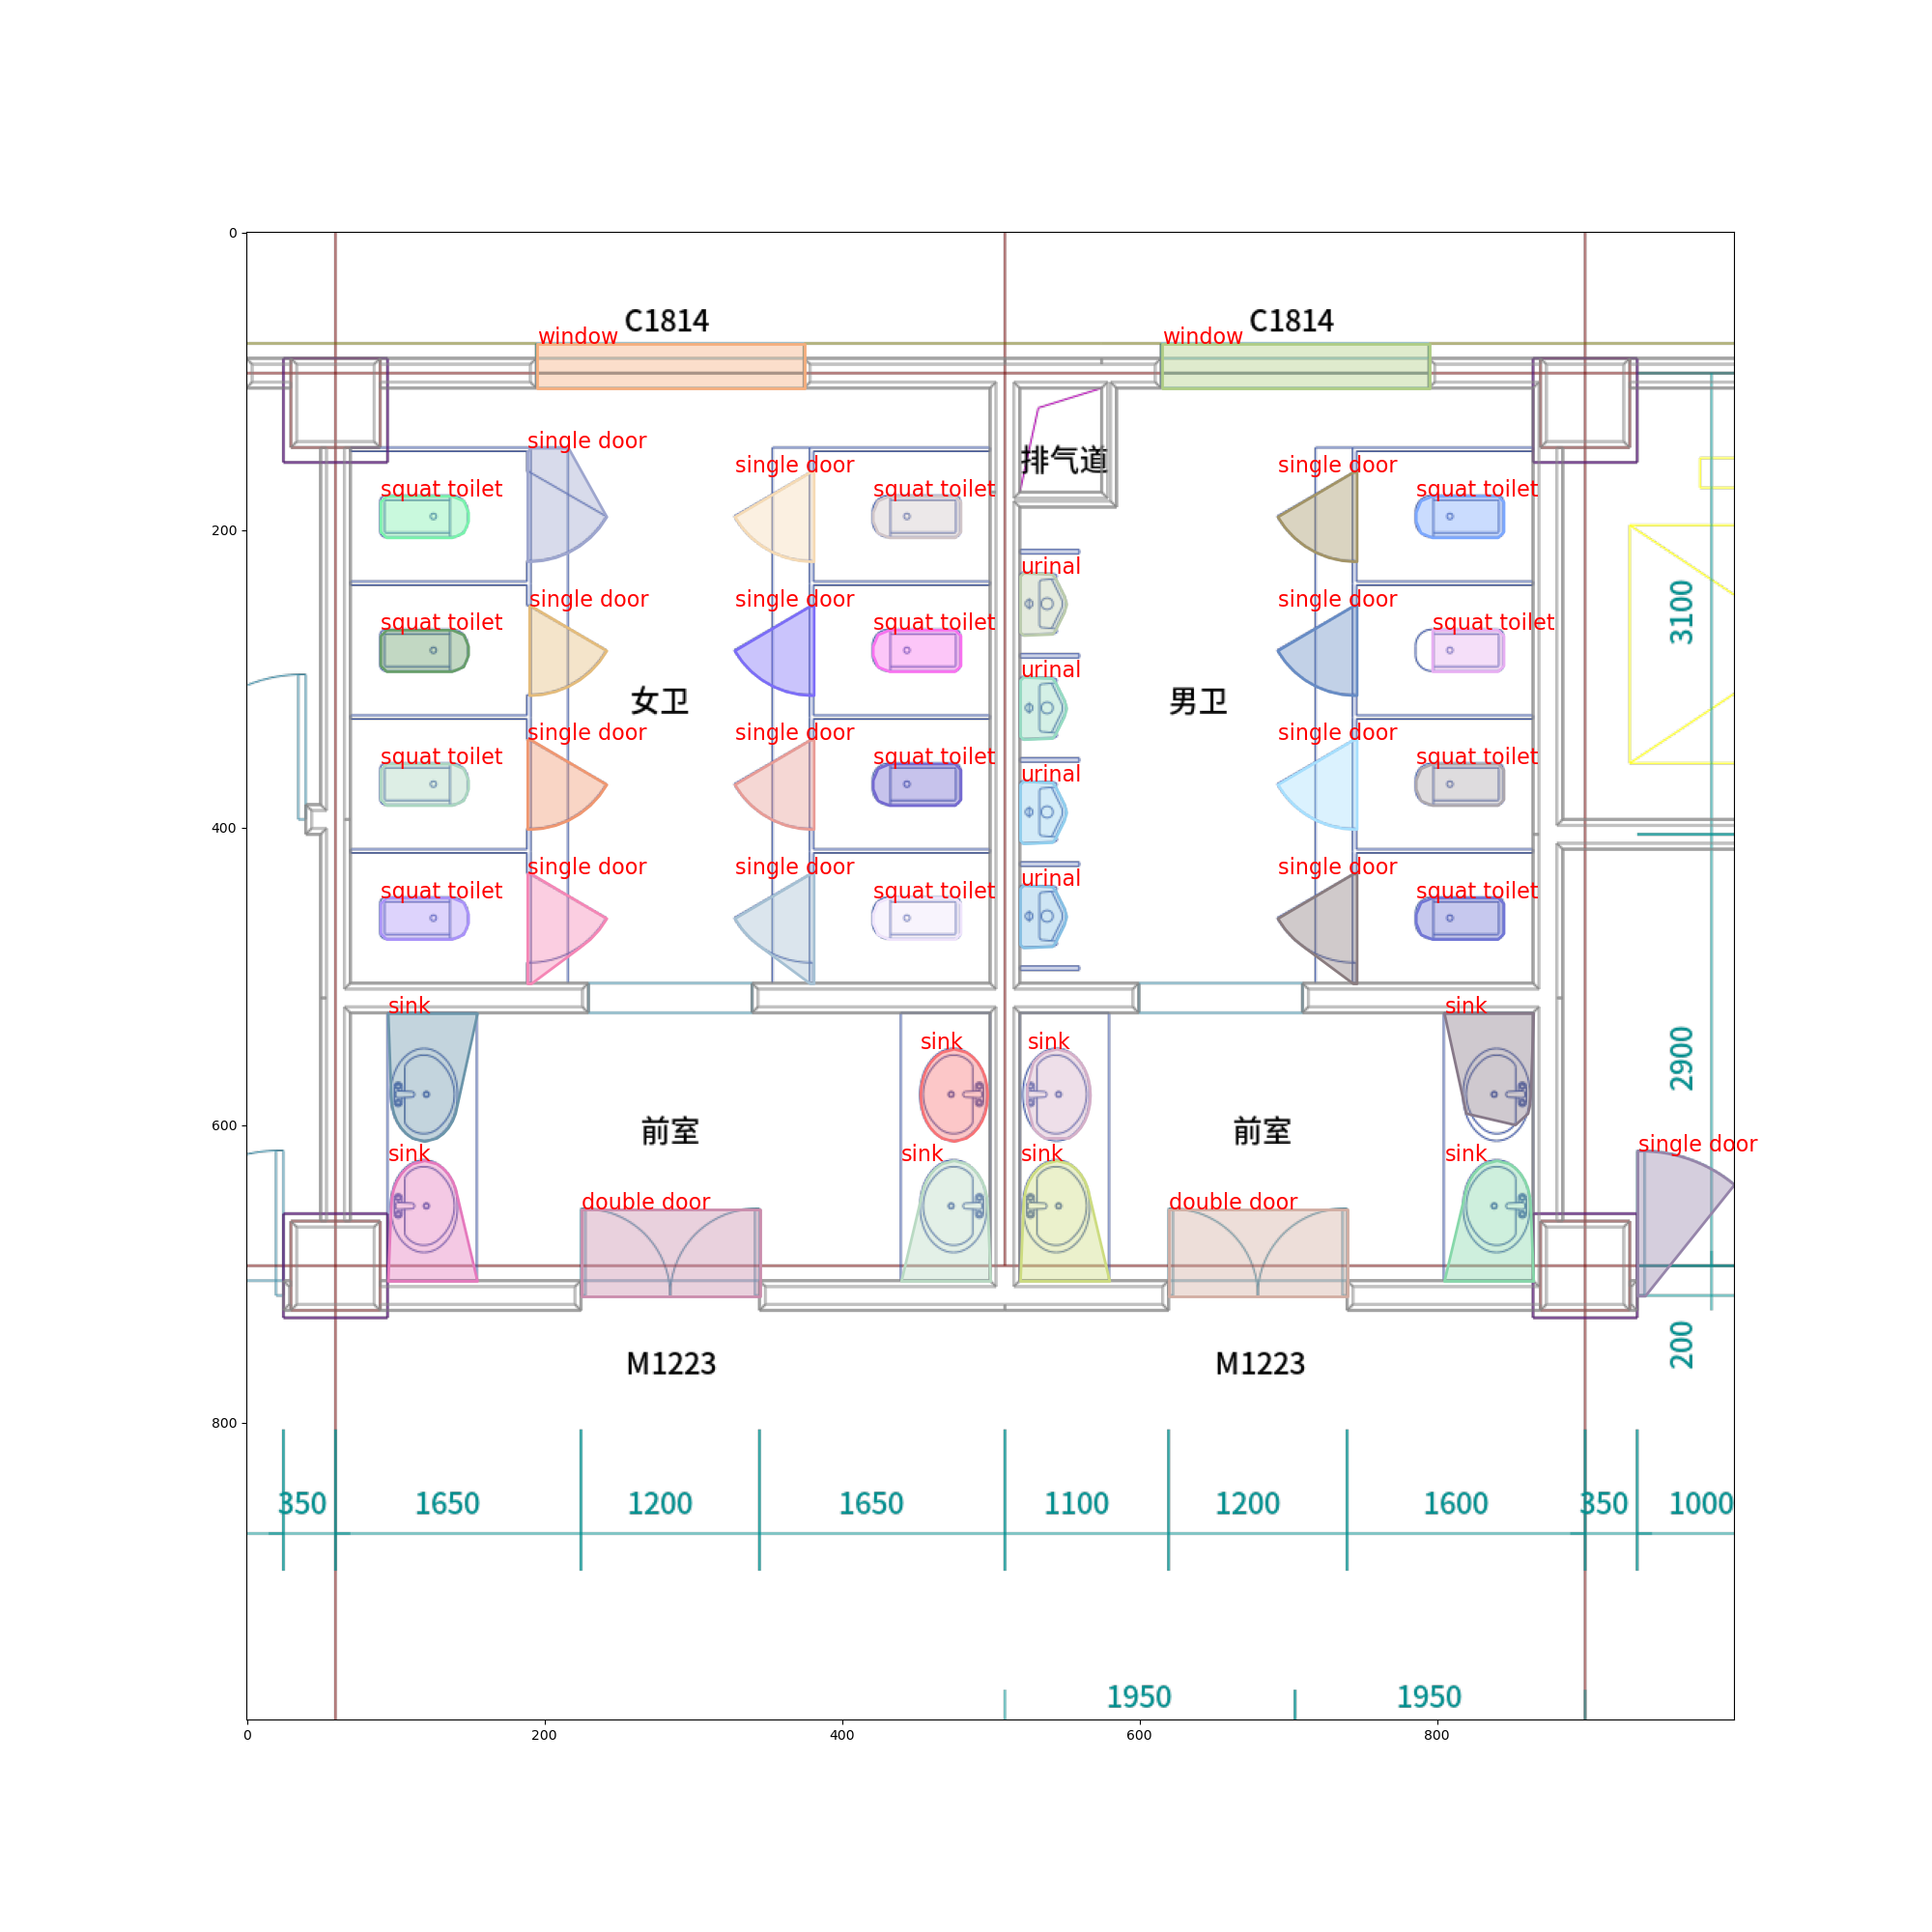 0
C1814
C1814
window
window
single door
single door
single door
排气道
squat toilet
squat toilet
squat toilet
200
urinal
single door
single door
single door
3100
squat toilet
squat toilet
squat toilet
urinal
女卫
男卫
single door
single door
single door
squat toilet
squat toilet
squat toilet
urinal
400
single door
single door
single door
urinal
squat toilet
squat toilet
squat toilet
sink
sink
sink
sink
2900
600
前室
前室
single door
sink
sink
sink
sink
double door
double door
200
M1223
M1223
800
350
1650
1200
1650
1100
1200
1600
350
1000
1950
1950
0
200
400
600
800